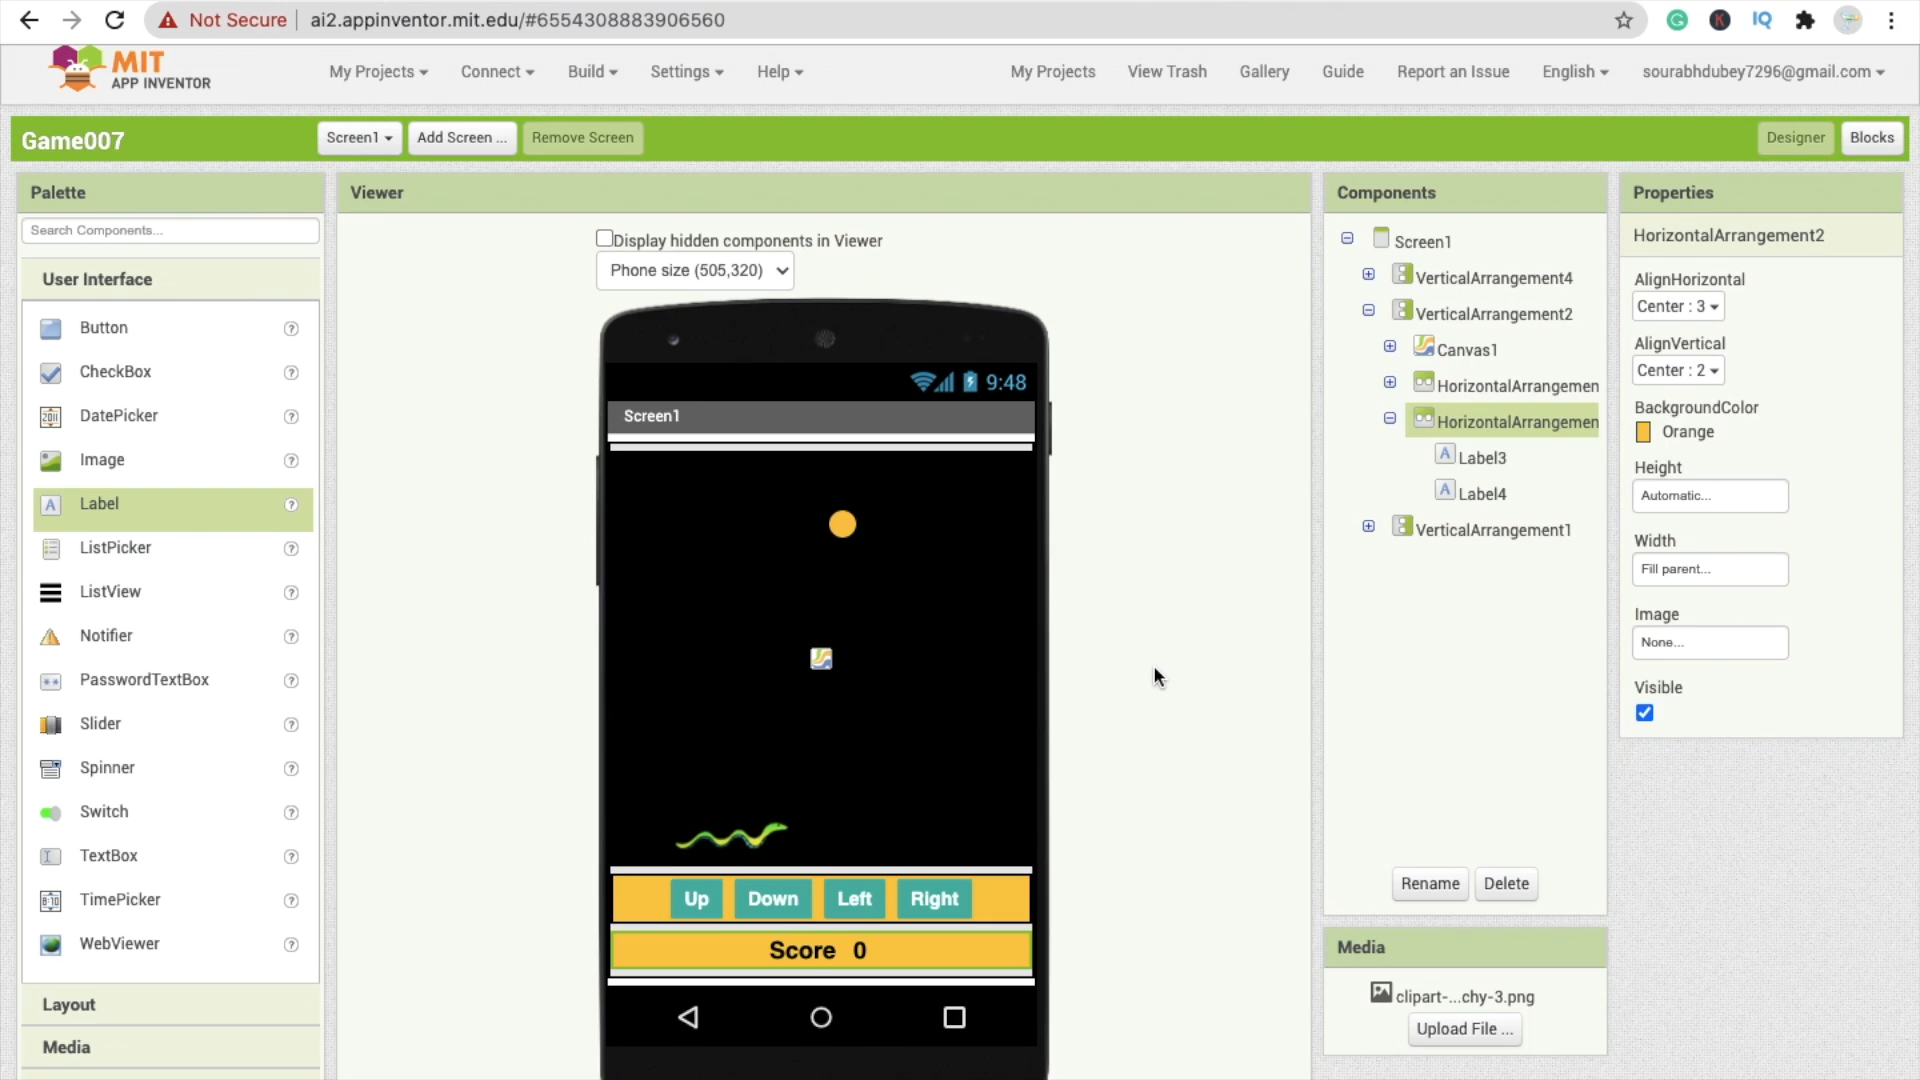 Not Secure ai2.appinventor.mit.edu/#6554308883906560
MIT
APP INVENTOR
My Projects Connect Build Settings Help My Projects View Trash Gallery Guide Report an Issue English sourabhdubey7296@gmail.com
Game007 Screen1 Add Screen ... Remove Screen Designer Blocks
Palette
Search Components...
User Interface
Button ?
CheckBox ?
DatePicker ?
Image ?
Label ?
ListPicker ?
ListView ?
Notifier ?
PasswordTextBox ?
Slider ?
Spinner ?
Switch ?
TextBox ?
TimePicker ?
WebViewer ?
Layout
Media
Viewer
Display hidden components in Viewer
Phone size (505,320)
9:48
Screen1
Up Down Left Right
Score 0
Components
Screen1
VerticalArrangement4
VerticalArrangement2
Canvas1
HorizontalArrangemen
HorizontalArrangemen
Label3
Label4
VerticalArrangement1
Rename Delete
Media
clipart-...chy-3.png
Upload File ...
Properties
HorizontalArrangement2
AlignHorizontal
Center : 3
AlignVertical
Center : 2
BackgroundColor
Orange
Height
Automatic...
Width
Fill parent...
Image
None...
Visible